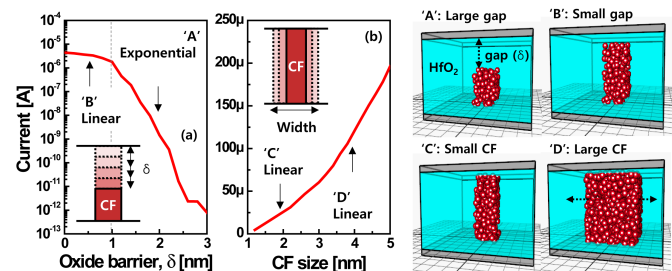 Current [A]
10⁻³
10⁻⁴
10⁻⁵
10⁻⁶
10⁻⁷
10⁻⁸
10⁻⁹
10⁻¹⁰
10⁻¹¹
10⁻¹²
10⁻¹³
'A'
Exponential
'B'
Linear
(a)
δ
CF
0 1 2 3
Oxide barrier, δ [nm]
250μ
200μ
150μ
100μ
50μ
0
(b)
CF
Width
'C'
Linear
'D'
Linear
1 2 3 4 5
CF size [nm]
'A': Large gap
gap (δ)
HfO₂
'B': Small gap
'C': Small CF
'D': Large CF